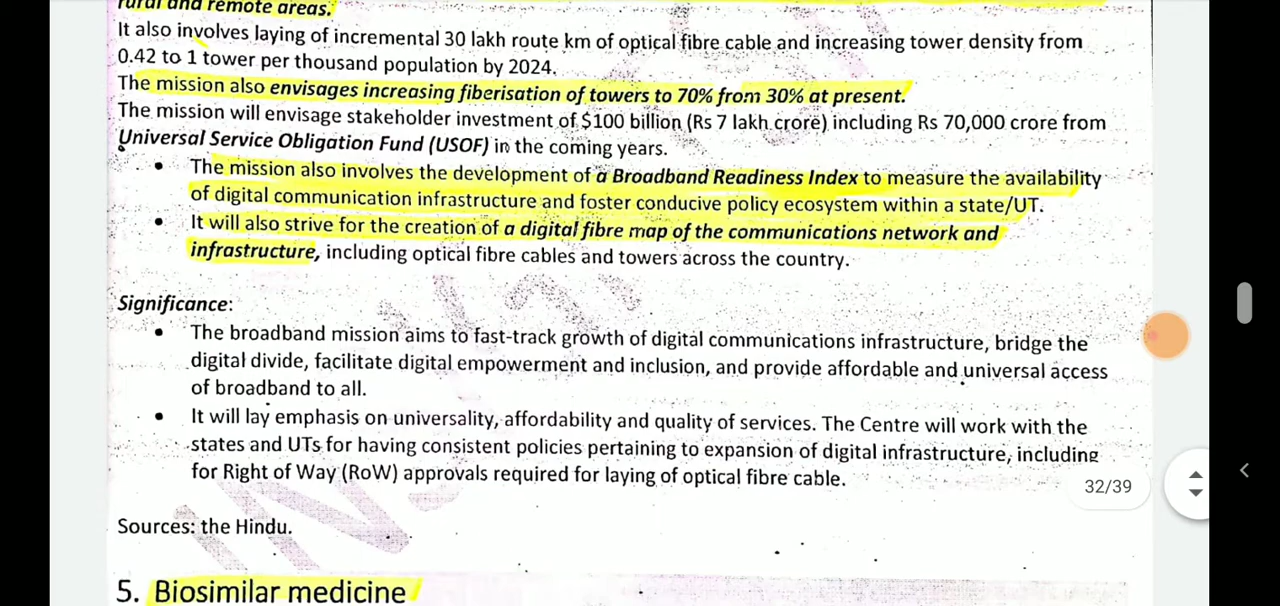 rural and remote areas.
It also involves laying of incremental 30 lakh route km of optical fibre cable and increasing tower density from
0.42 to 1 tower per thousand population by 2024.
The mission also envisages increasing fiberisation of towers to 70% from 30% at present.
The mission will envisage stakeholder investment of $100 billion (Rs 7 lakh crore) including Rs 70,000 crore from
Universal Service Obligation Fund (USOF) in the coming years.
• The mission also involves the development of a Broadband Readiness Index to measure the availability
of digital communication infrastructure and foster conducive policy ecosystem within a state/UT.
• It will also strive for the creation of a digital fibre map of the communications network and
infrastructure, including optical fibre cables and towers across the country.
Significance:
• The broadband mission aims to fast-track growth of digital communications infrastructure, bridge the
digital divide, facilitate digital empowerment and inclusion, and provide affordable and universal access
of broadband to all.
• It will lay emphasis on universality, affordability and quality of services. The Centre will work with the
states and UTs for having consistent policies pertaining to expansion of digital infrastructure, including
for Right of Way (RoW) approvals required for laying of optical fibre cable.
32/39
Sources: the Hindu.
5. Biosimilar medicine